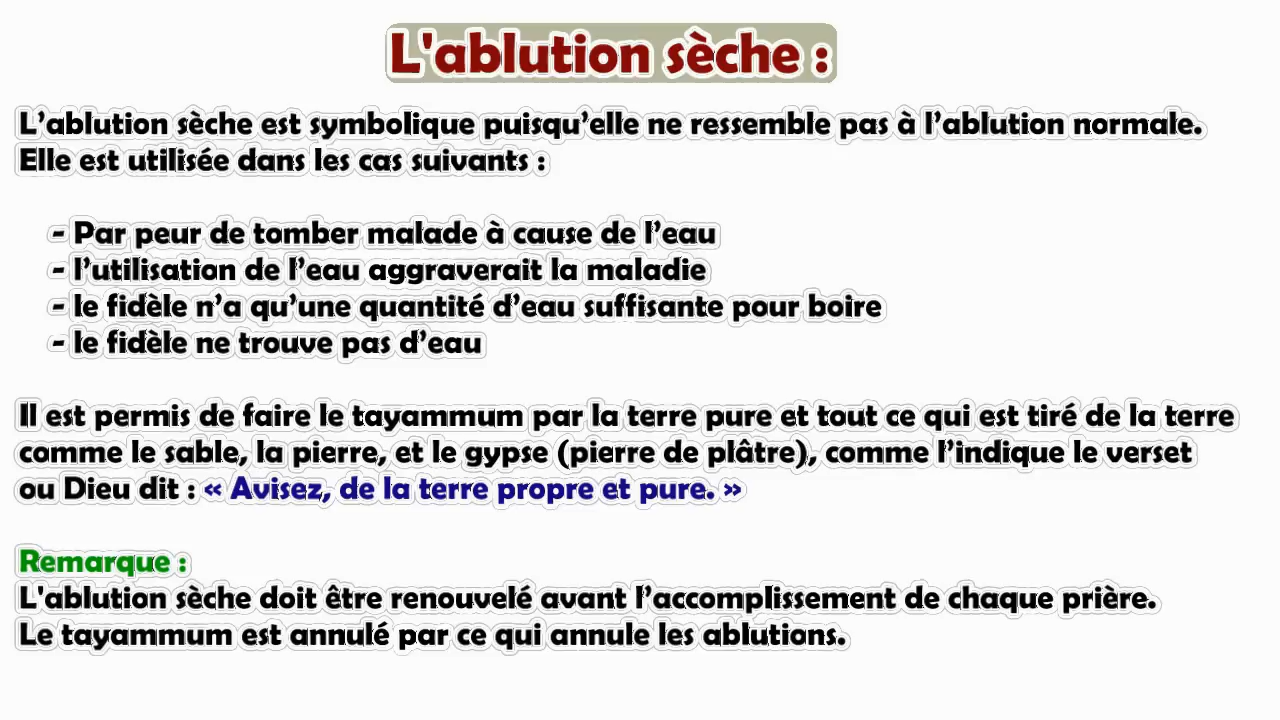 L'ablution sèche :
L’ablution sèche est symbolique puisqu’elle ne ressemble pas à l’ablution normale.
Elle est utilisée dans les cas suivants :
- Par peur de tomber malade à cause de l’eau
- l’utilisation de l’eau aggraverait la maladie
- le fidèle n’a qu’une quantité d’eau suffisante pour boire
- le fidèle ne trouve pas d’eau
Il est permis de faire le tayammum par la terre pure et tout ce qui est tiré de la terre
comme le sable, la pierre, et le gypse (pierre de plâtre), comme l’indique le verset
ou Dieu dit : « Avisez, de la terre propre et pure. »
Remarque :
L'ablution sèche doit être renouvelé avant l’accomplissement de chaque prière.
Le tayammum est annulé par ce qui annule les ablutions.